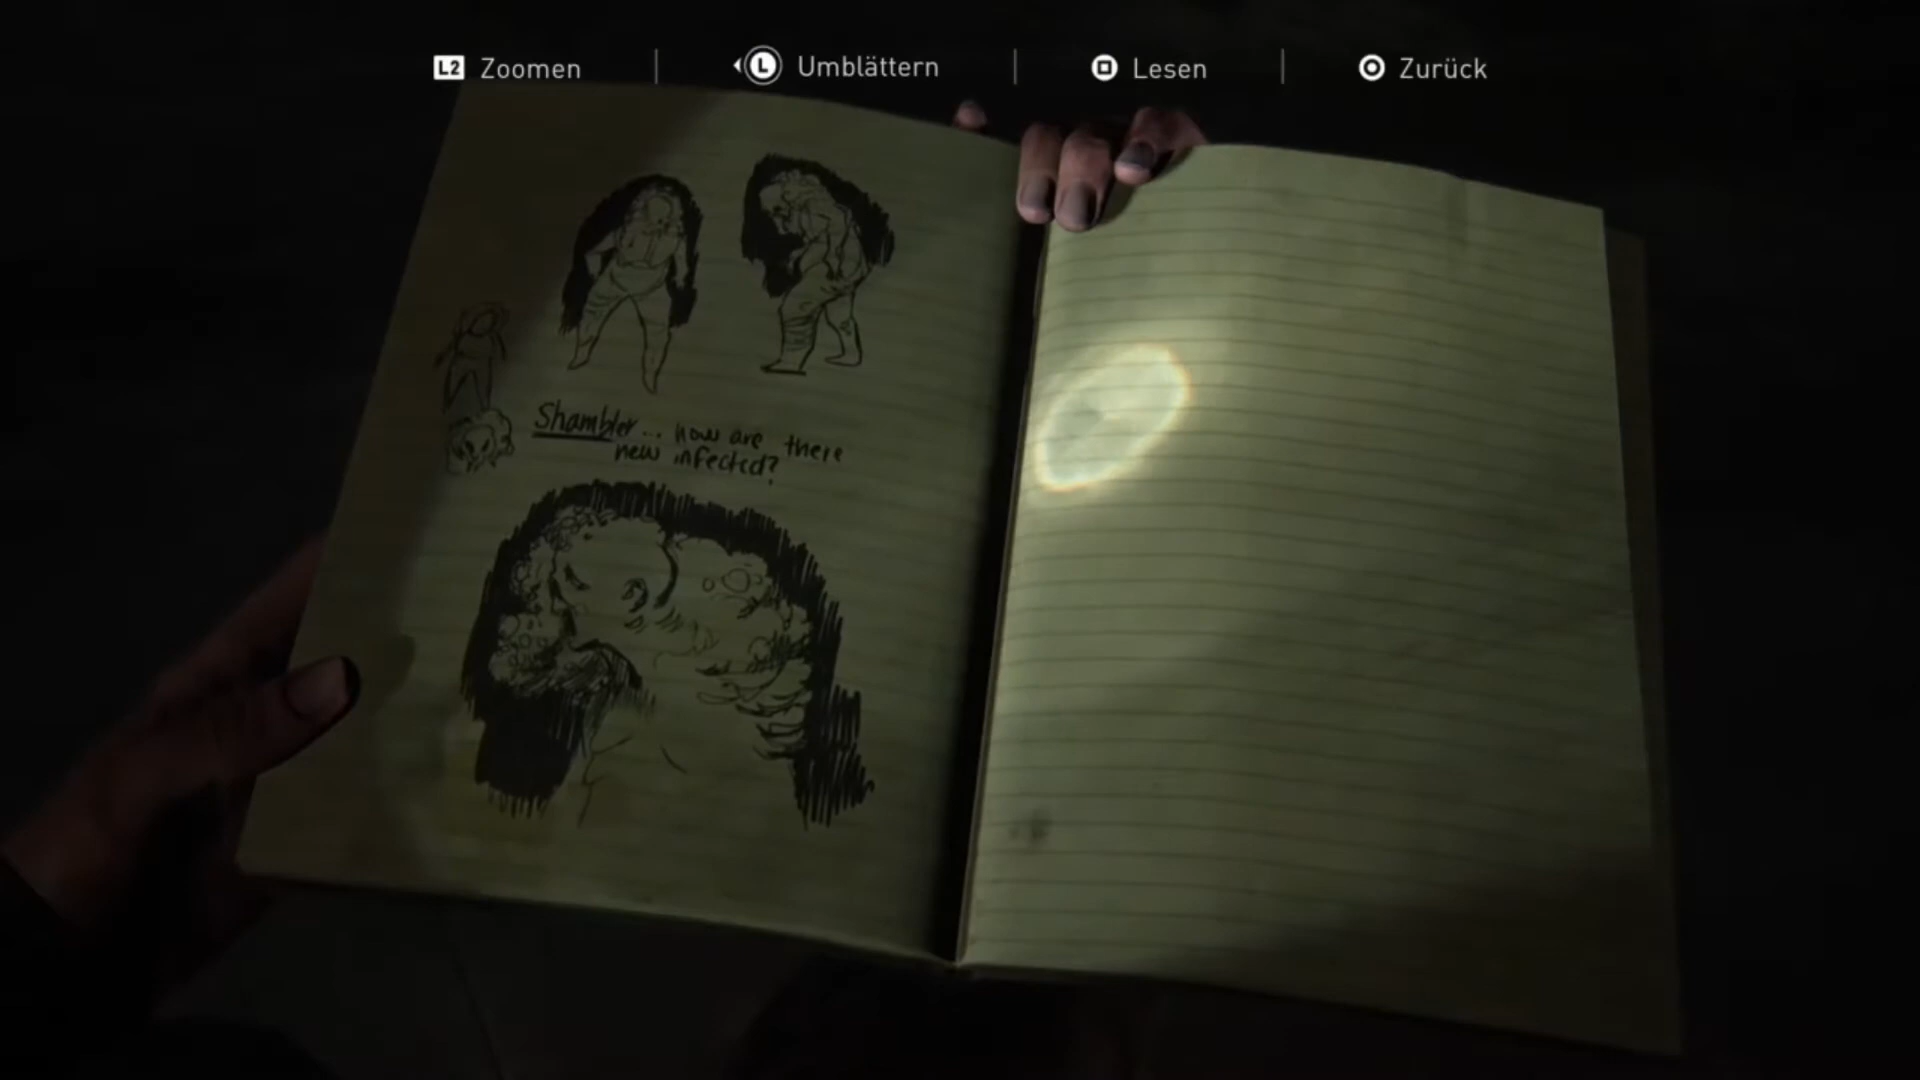 L2 Zoomen L Umblättern Lesen Zurück
Shambler... how are there
new infected?